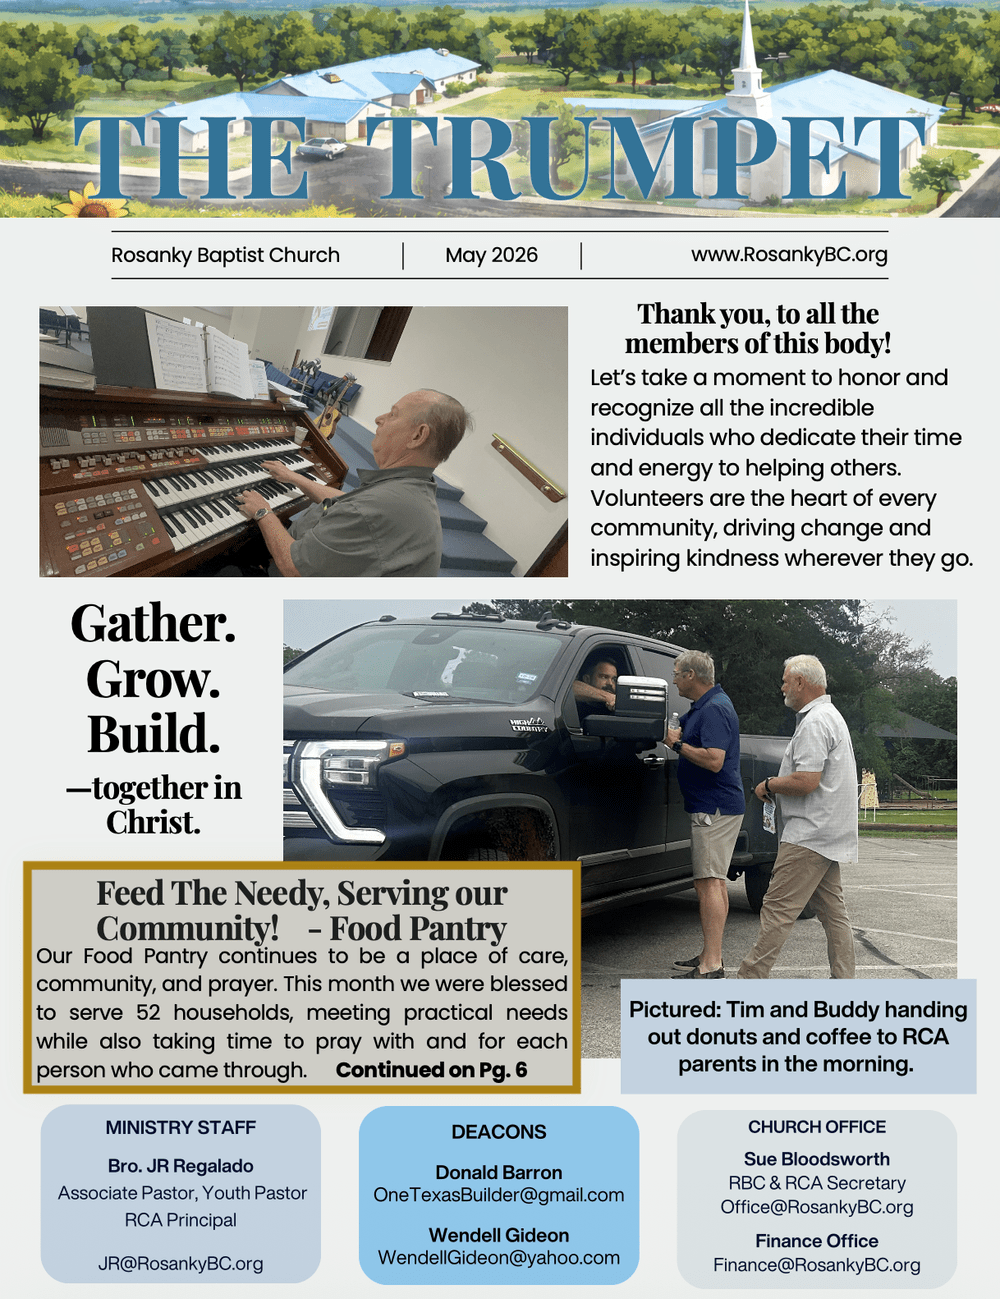 THE TRUMPET
Rosanky Baptist Church
May 2026
www.RosankyBC.org
Thank you, to all the
members of this body!
Let's take a moment to honor and
recognize all the incredible
individuals who dedicate their time
and energy to helping others.
Volunteers are the heart of every
community, driving change and
inspiring kindness wherever they go.
Gather.
Grow.
Build.
—together in
Christ.
HIGH
COUNTRY
Feed The Needy, Serving our
Community! - Food Pantry
Our Food Pantry continues to be a place of care,
community, and prayer. This month we were blessed
to serve 52 households, meeting practical needs
while also taking time to pray with and for each
person who came through. Continued on Pg. 6
Pictured: Tim and Buddy handing
out donuts and coffee to RCA
parents in the morning.
MINISTRY STAFF
Bro. JR Regalado
Associate Pastor, Youth Pastor
RCA Principal
JR@RosankyBC.org
DEACONS
Donald Barron
OneTexasBuilder@gmail.com
Wendell Gideon
WendellGideon@yahoo.com
CHURCH OFFICE
Sue Bloodsworth
RBC & RCA Secretary
Office@RosankyBC.org
Finance Office
Finance@RosankyBC.org